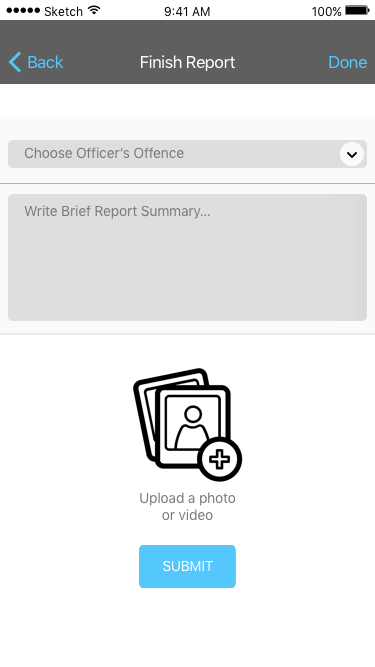 Sketch 9:41 AM 100%
Back Finish Report Done
Choose Officer's Offence
Write Brief Report Summary...
Upload a photo
or video
SUBMIT